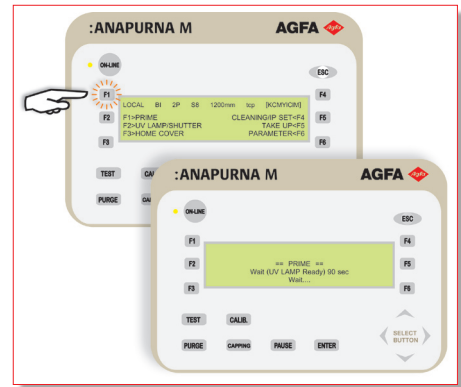 :ANAPURNA M AGFA
ON-LINE
ESC
F1
F4
LOCAL BI 2P S8 1200mm tcp [KCMYlClM]
F1>PRIME CLEANING/IP SET<F4
F2
F5
F2>UV LAMP/SHUTTER TAKE UP<F5
F3>HOME COVER PARAMETER<F6
F3
F6
TEST
PURGE
:ANAPURNA M AGFA
ON-LINE
ESC
F1
F4
== PRIME ==
F2
F5
Wait (UV LAMP Ready) 90 sec
Wait....
F3
F6
TEST CALIB.
SELECT
BUTTON
PURGE CAPPING PAUSE ENTER